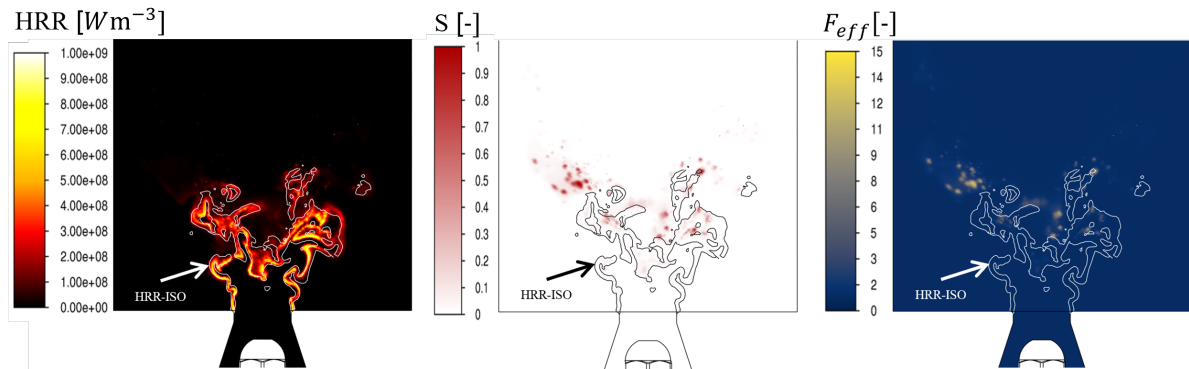 HRR [Wm⁻³]
1.00e+09
9.00e+08
8.00e+08
7.00e+08
6.00e+08
5.00e+08
4.00e+08
3.00e+08
2.00e+08
1.00e+08
0.00e+00
HRR-ISO
S [-]
1
0.9
0.8
0.7
0.6
0.5
0.4
0.3
0.2
0.1
0
HRR-ISO
F_eff [-]
15
14
12
11
9
8
6
5
3
2
0
HRR-ISO